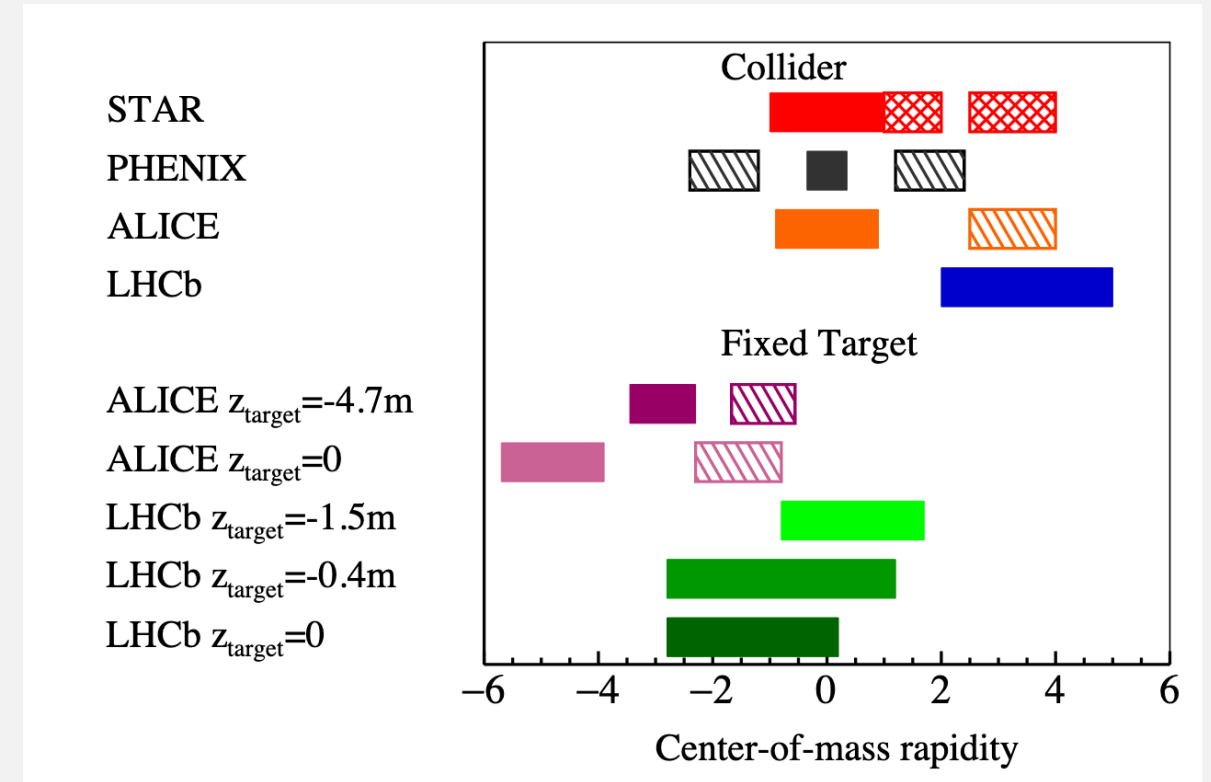 Collider
STAR
PHENIX
ALICE
LHCb
Fixed Target
ALICE ztarget=-4.7m
ALICE ztarget=0
LHCb ztarget=-1.5m
LHCb ztarget=-0.4m
LHCb ztarget=0
−6 −4 −2 0 2 4 6
Center-of-mass rapidity